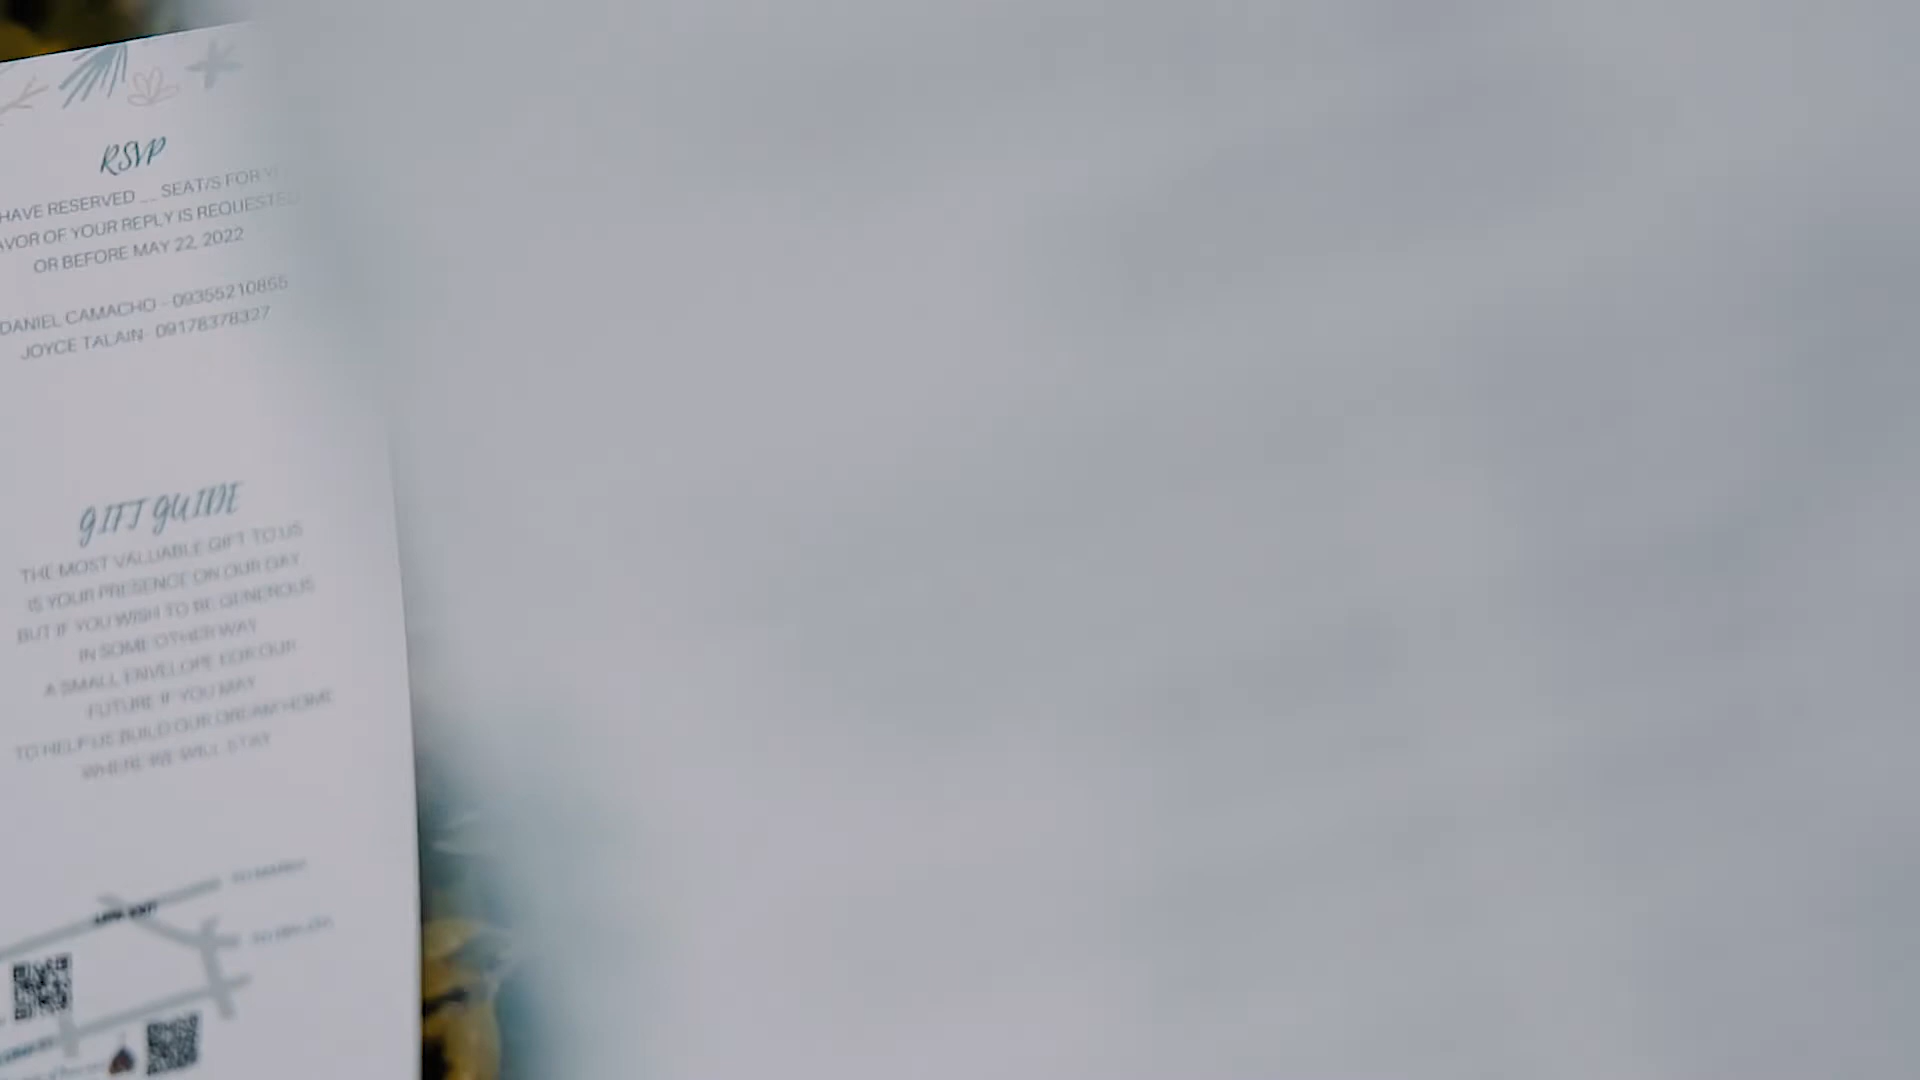 RSVP
HAVE RESERVED __ SEAT/S FOR
AVOR OF YOUR REPLY IS REQUESTED
OR BEFORE MAY 22, 2022
DANIEL CAMACHO - 09355210855
JOYCE TALAIN- 09178378327
GIFT GUIDE
THE MOST VALUABLE GIFT TO US
IS YOUR PRESENCE ON OUR DAY
BUT IF YOU WISH TO BE GENEROUS
IN SOME OTHER WAY
A SMALL ENVELOPE FOR OUR
FUTURE IF YOU MAY
TO HELP US BUILD OUR DREAM HOME
WHERE WE WILL STAY
TO MANILA